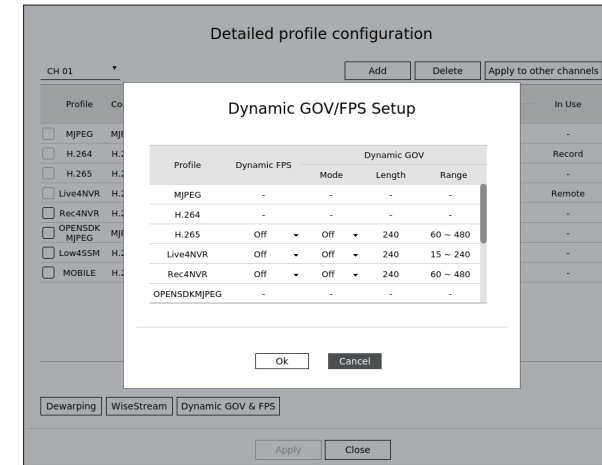 Detailed profile configuration
CH 01
Add Delete Apply to other channels
Profile Co In Use
MJPEG MJF -
H.264 H.2 Record
H.265 H.2 -
Live4NVR H.2 Remote
Rec4NVR H.2 -
OPENSDK MJPEG MJF -
Low4SSM H.2 -
MOBILE H.2 -
Dynamic GOV/FPS Setup
Profile Dynamic FPS Dynamic GOV
Mode Length Range
MJPEG - - - -
H.264 - - - -
H.265 Off Off 240 60 ~ 480
Live4NVR Off Off 240 15 ~ 240
Rec4NVR Off Off 240 60 ~ 480
OPENSDKMJPEG - - - -
Ok Cancel
Dewarping WiseStream Dynamic GOV & FPS
Apply Close